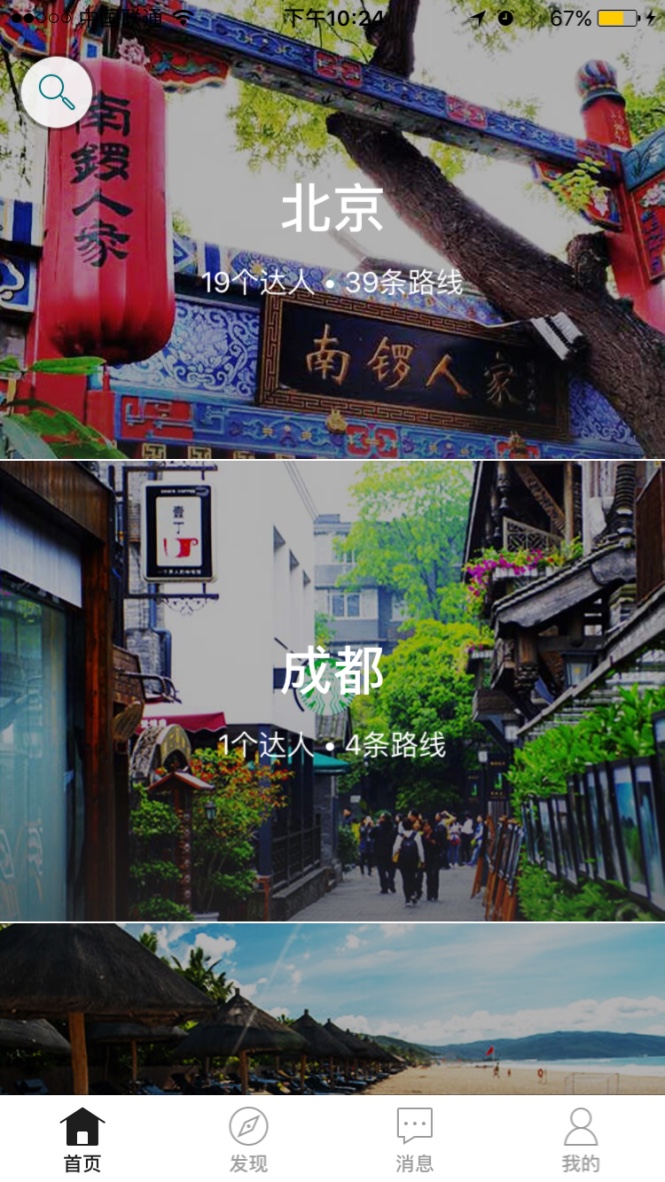 中国联通
下午10:24
67%
南
锣
人
家
北京
19个达人 • 39条路线
南锣人家
壹
丁
成都
1个达人 • 4条路线
首页
发现
消息
我的